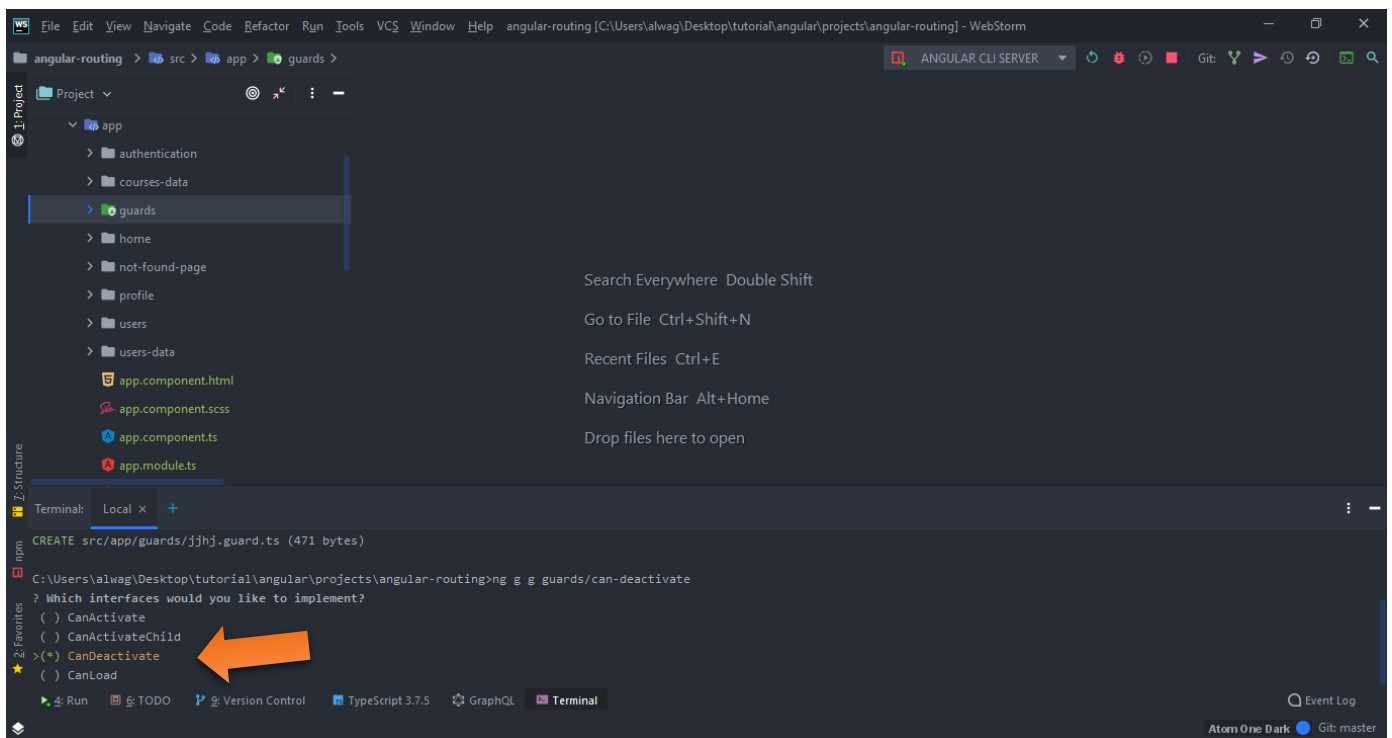 WS File Edit View Navigate Code Refactor Run Tools VCS Window Help angular-routing [C:\Users\alwag\Desktop\tutorial\angular\projects\angular-routing] - WebStorm
angular-routing > src > app > guards >
ANGULAR CLI SERVER
Git:
1: Project
Project
app
authentication
courses-data
guards
home
not-found-page
profile
users
users-data
app.component.html
app.component.scss
app.component.ts
app.module.ts
Search Everywhere Double Shift
Go to File Ctrl+Shift+N
Recent Files Ctrl+E
Navigation Bar Alt+Home
Drop files here to open
7: Structure
npm
2: Favorites
Terminal: Local × +
CREATE src/app/guards/jjhj.guard.ts (471 bytes)
C:\Users\alwag\Desktop\tutorial\angular\projects\angular-routing>ng g g guards/can-deactivate
? Which interfaces would you like to implement?
( ) CanActivate
( ) CanActivateChild
>(*) CanDeactivate
( ) CanLoad
4: Run 6: TODO 9: Version Control TypeScript 3.7.5 GraphQL Terminal Event Log
Atom One Dark Git: master